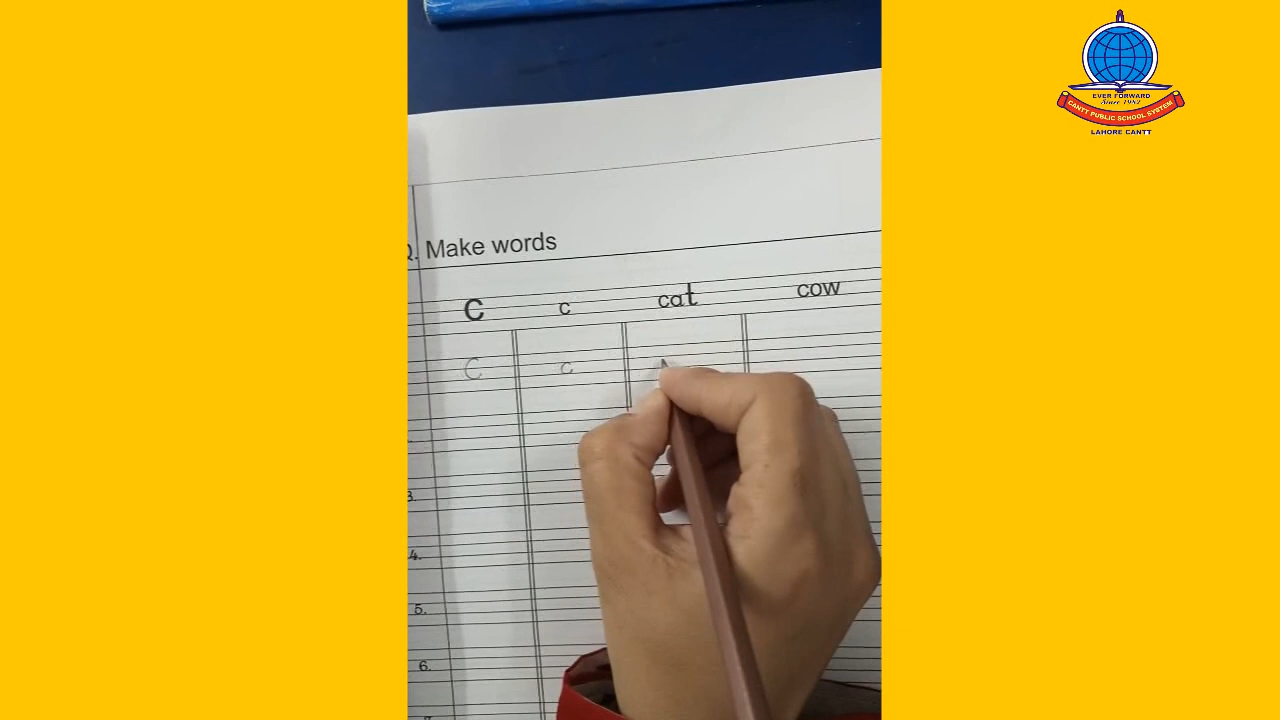 EVER FORWARD
Since 1982
CANTT PUBLIC SCHOOL SYSTEM
LAHORE CANTT
Q. Make words
C c cat cow
C c
3.
4.
5.
6.